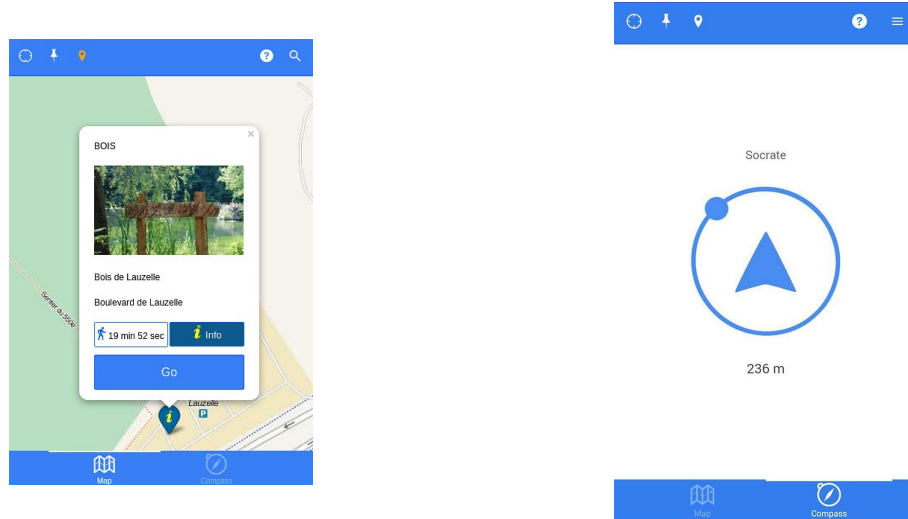 BOIS
Bois de Lauzelle
Boulevard de Lauzelle
19 min 52 sec
i Info
Go
Lauzelle
P
i
Map
Compass
?
Socrate
236 m
Map
Compass
?